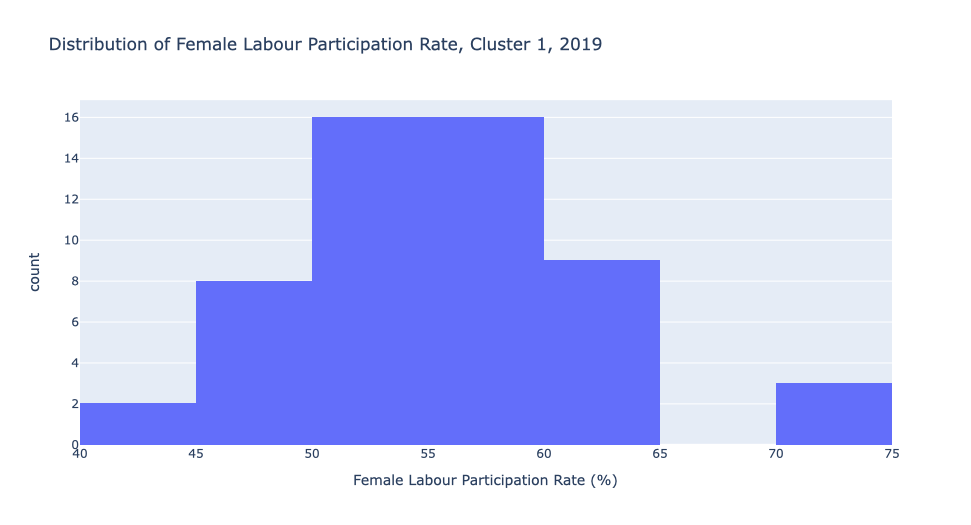 Distribution of Female Labour Participation Rate, Cluster 1, 2019
16
14
12
10
8
6
4
2
0
count
40 45 50 55 60 65 70 75
Female Labour Participation Rate (%)